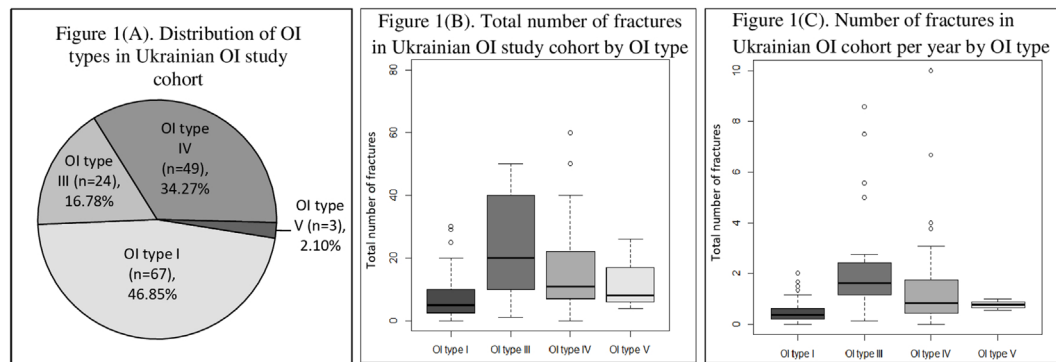 Figure 1(A). Distribution of OI
types in Ukrainian OI study
cohort
OI type
IV
(n=49),
34.27%
OI type
III (n=24),
16.78%
OI type
V (n=3),
2.10%
OI type I
(n=67),
46.85%
Figure 1(B). Total number of fractures
in Ukrainian OI study cohort by OI type
Total number of fractures
80
60
40
20
0
OI type I
OI type III
OI type IV
OI type V
Figure 1(C). Number of fractures in
Ukrainian OI cohort per year by OI type
Total number of fractures
10
8
6
4
2
0
OI type I
OI type III
OI type IV
OI type V